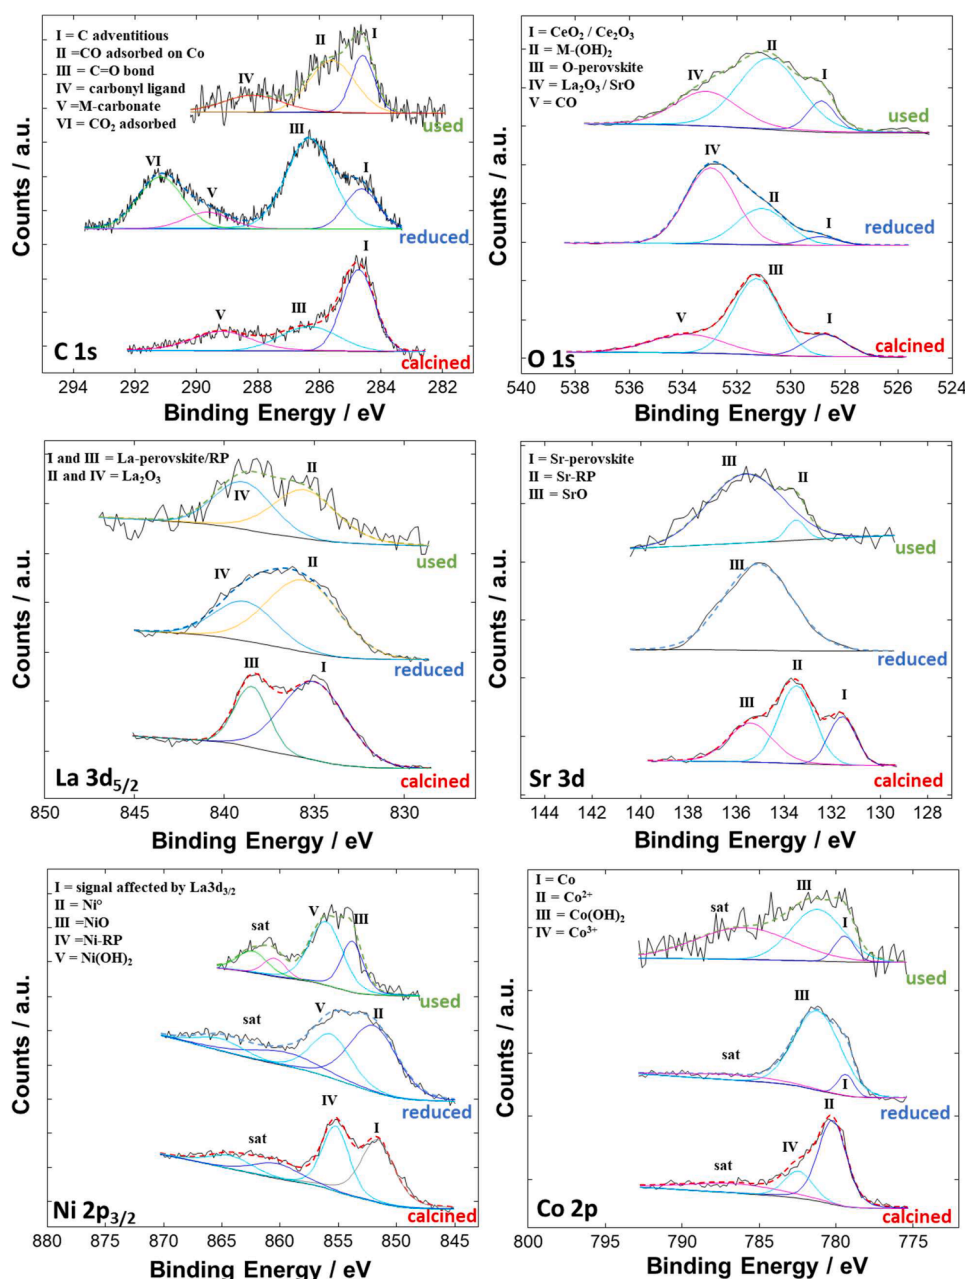 I = C adventitious
II =CO adsorbed on Co
III = C=O bond
IV = carbonyl ligand
V =M-carbonate
VI = CO₂ adsorbed
IV
II
I
used
VI
V
III
I
reduced
V
III
I
calcined
C 1s
294 292 290 288 286 284 282 281
Binding Energy / eV
Counts / a.u.
I = CeO₂ / Ce₂O₃
II = M-(OH)₂
III = O-perovskite
IV = La₂O₃ / SrO
V = CO
IV
II
I
used
IV
II
I
reduced
V
III
I
calcined
O 1s
540 538 536 534 532 530 528 526 524
Binding Energy / eV
Counts / a.u.
I and III = La-perovskite/RP
II and IV = La₂O₃
IV
II
used
IV
II
reduced
III
I
calcined
La 3d₅/₂
850 845 840 835 830
Binding Energy / eV
Counts / a.u.
I = Sr-perovskite
II = Sr-RP
III = SrO
III
II
used
III
reduced
III
II
I
calcined
Sr 3d
144 142 140 138 136 134 132 130 128
Binding Energy / eV
Counts / a.u.
I = signal affected by La3d₃/₂
II = Ni°
III = NiO
IV = Ni-RP
V = Ni(OH)₂
sat
V
III
used
sat
V
II
reduced
sat
IV
I
calcined
Ni 2p₃/₂
880 875 870 865 860 855 850 845
Binding Energy / eV
Counts / a.u.
I = Co
II = Co²⁺
III = Co(OH)₂
IV = Co³⁺
sat
III
I
used
sat
III
I
reduced
sat
IV
II
calcined
Co 2p
800 795 790 785 780 775
Binding Energy / eV
Counts / a.u.